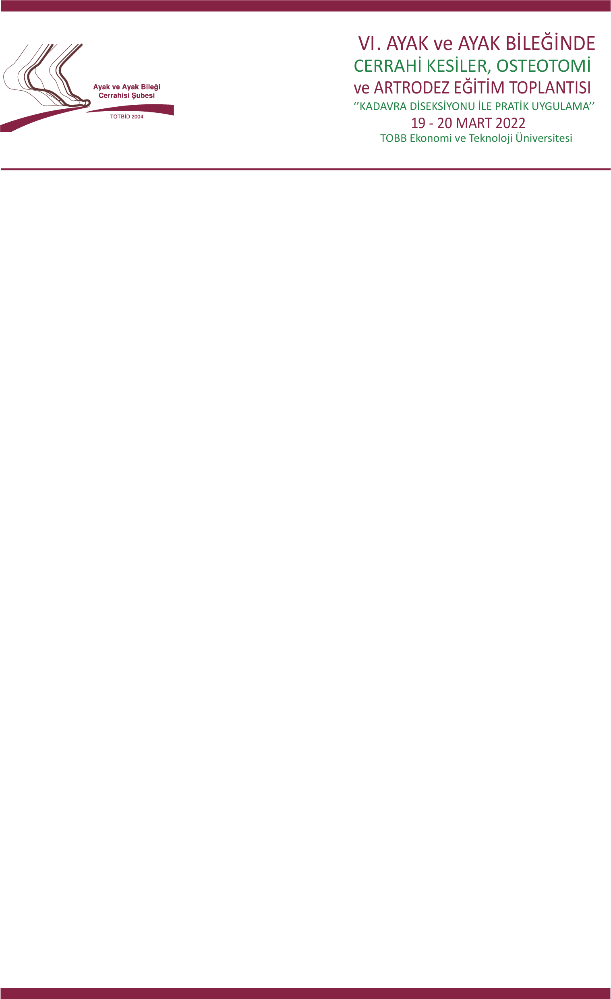 Ayak ve Ayak Bileği
Cerrahisi Şubesi
TOTBİD 2004
VI. AYAK ve AYAK BİLEĞİNDE
CERRAHİ KESİLER, OSTEOTOMİ
ve ARTRODEZ EĞİTİM TOPLANTISI
‘’KADAVRA DİSEKSİYONU İLE PRATİK UYGULAMA’’
19 - 20 MART 2022
TOBB Ekonomi ve Teknoloji Üniversitesi